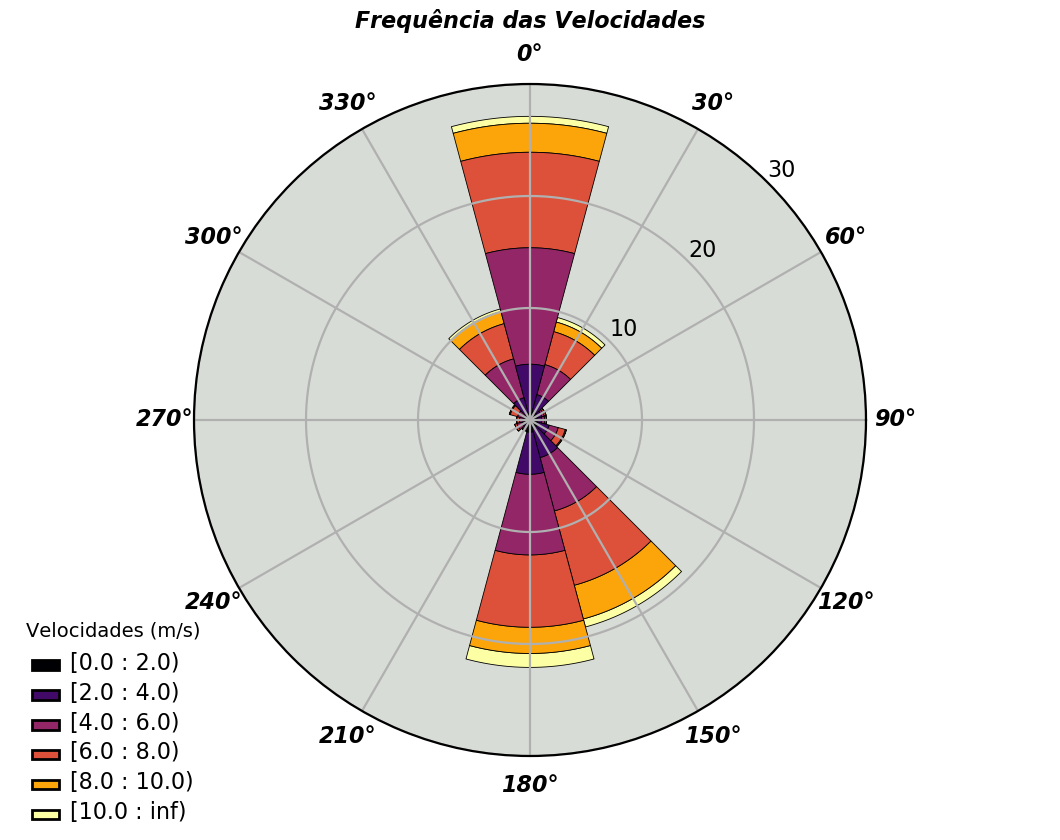 Frequência das Velocidades
0°
330°
30°
30
300°
60°
20
10
270°
90°
240°
120°
210°
150°
180°
Velocidades (m/s)
[0.0 : 2.0)
[2.0 : 4.0)
[4.0 : 6.0)
[6.0 : 8.0)
[8.0 : 10.0)
[10.0 : inf)